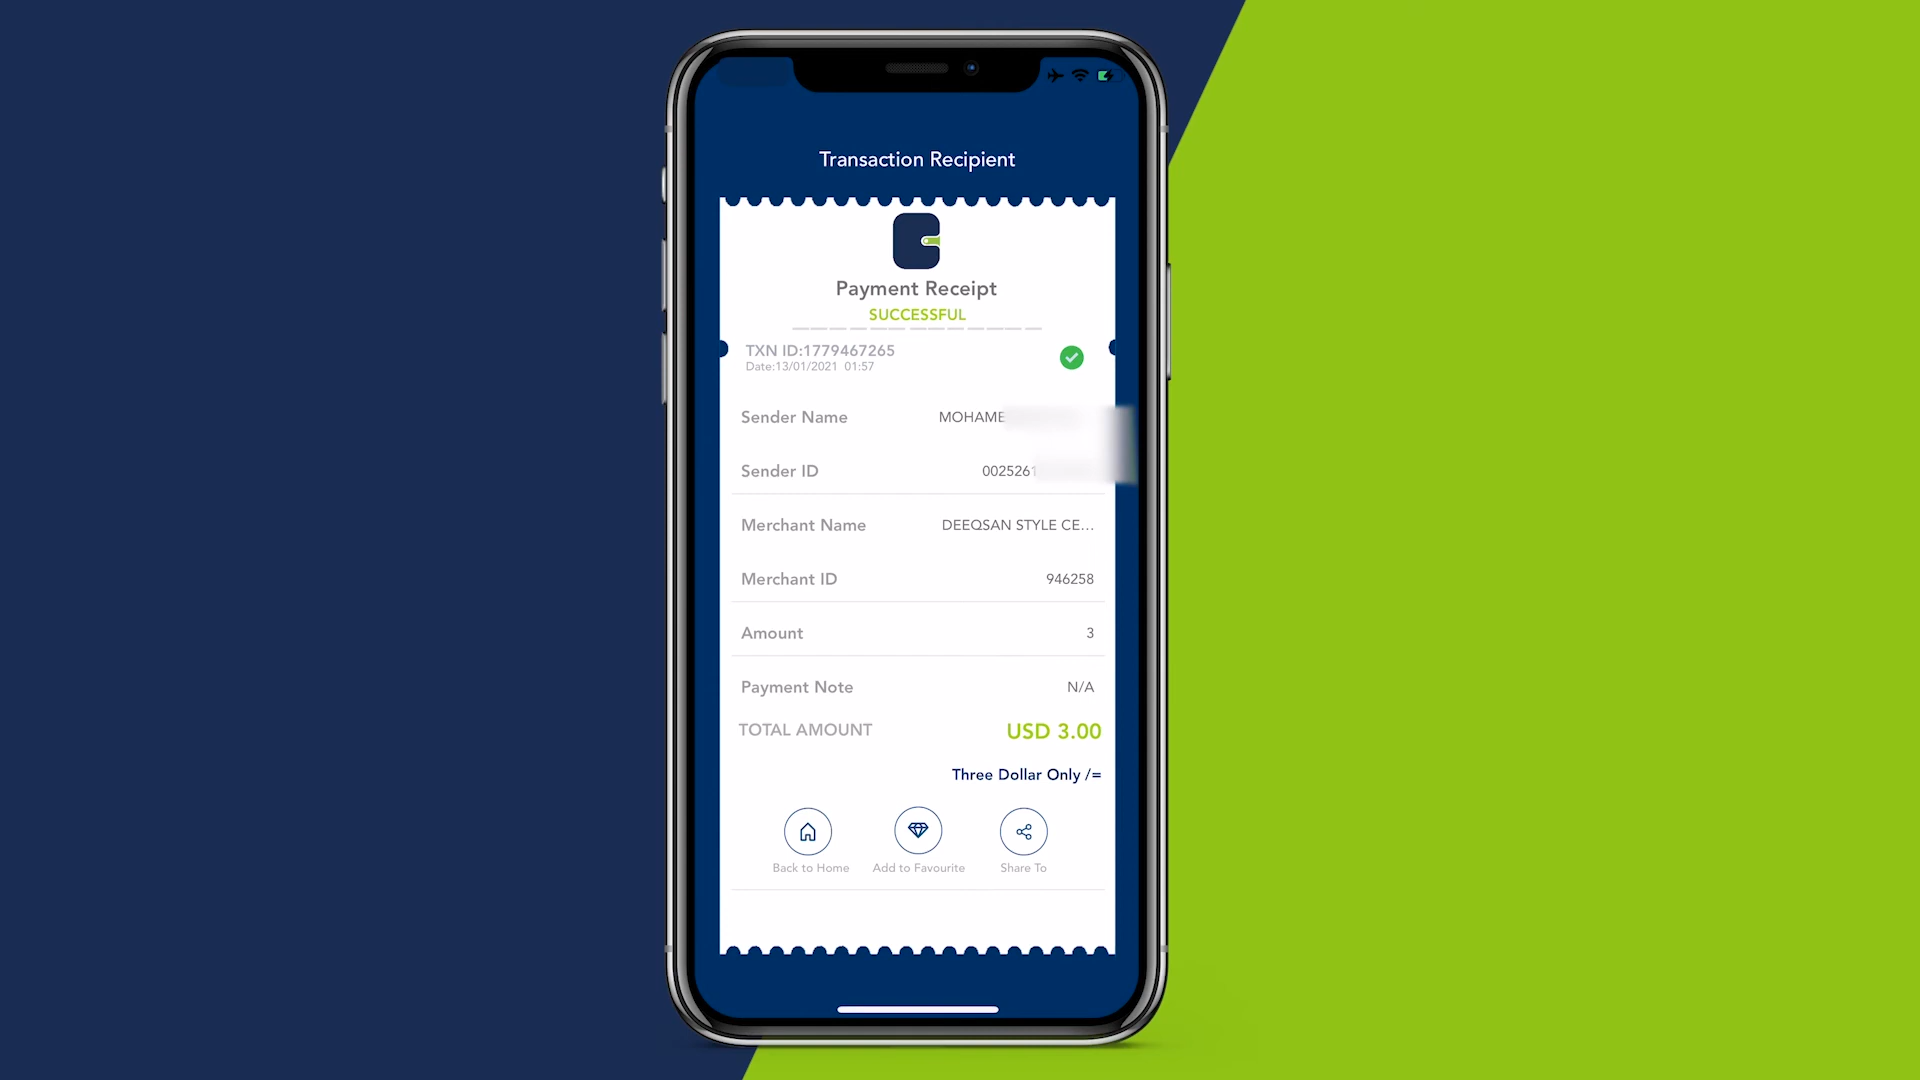 Transaction Recipient
Payment Receipt
SUCCESSFUL
TXN ID:1779467265
Date:13/01/2021 01:57
Sender Name MOHAME
Sender ID 0025261
Merchant Name DEEQSAN STYLE CE...
Merchant ID 946258
Amount 3
Payment Note N/A
TOTAL AMOUNT USD 3.00
Three Dollar Only /=
Back to Home Add to Favourite Share To